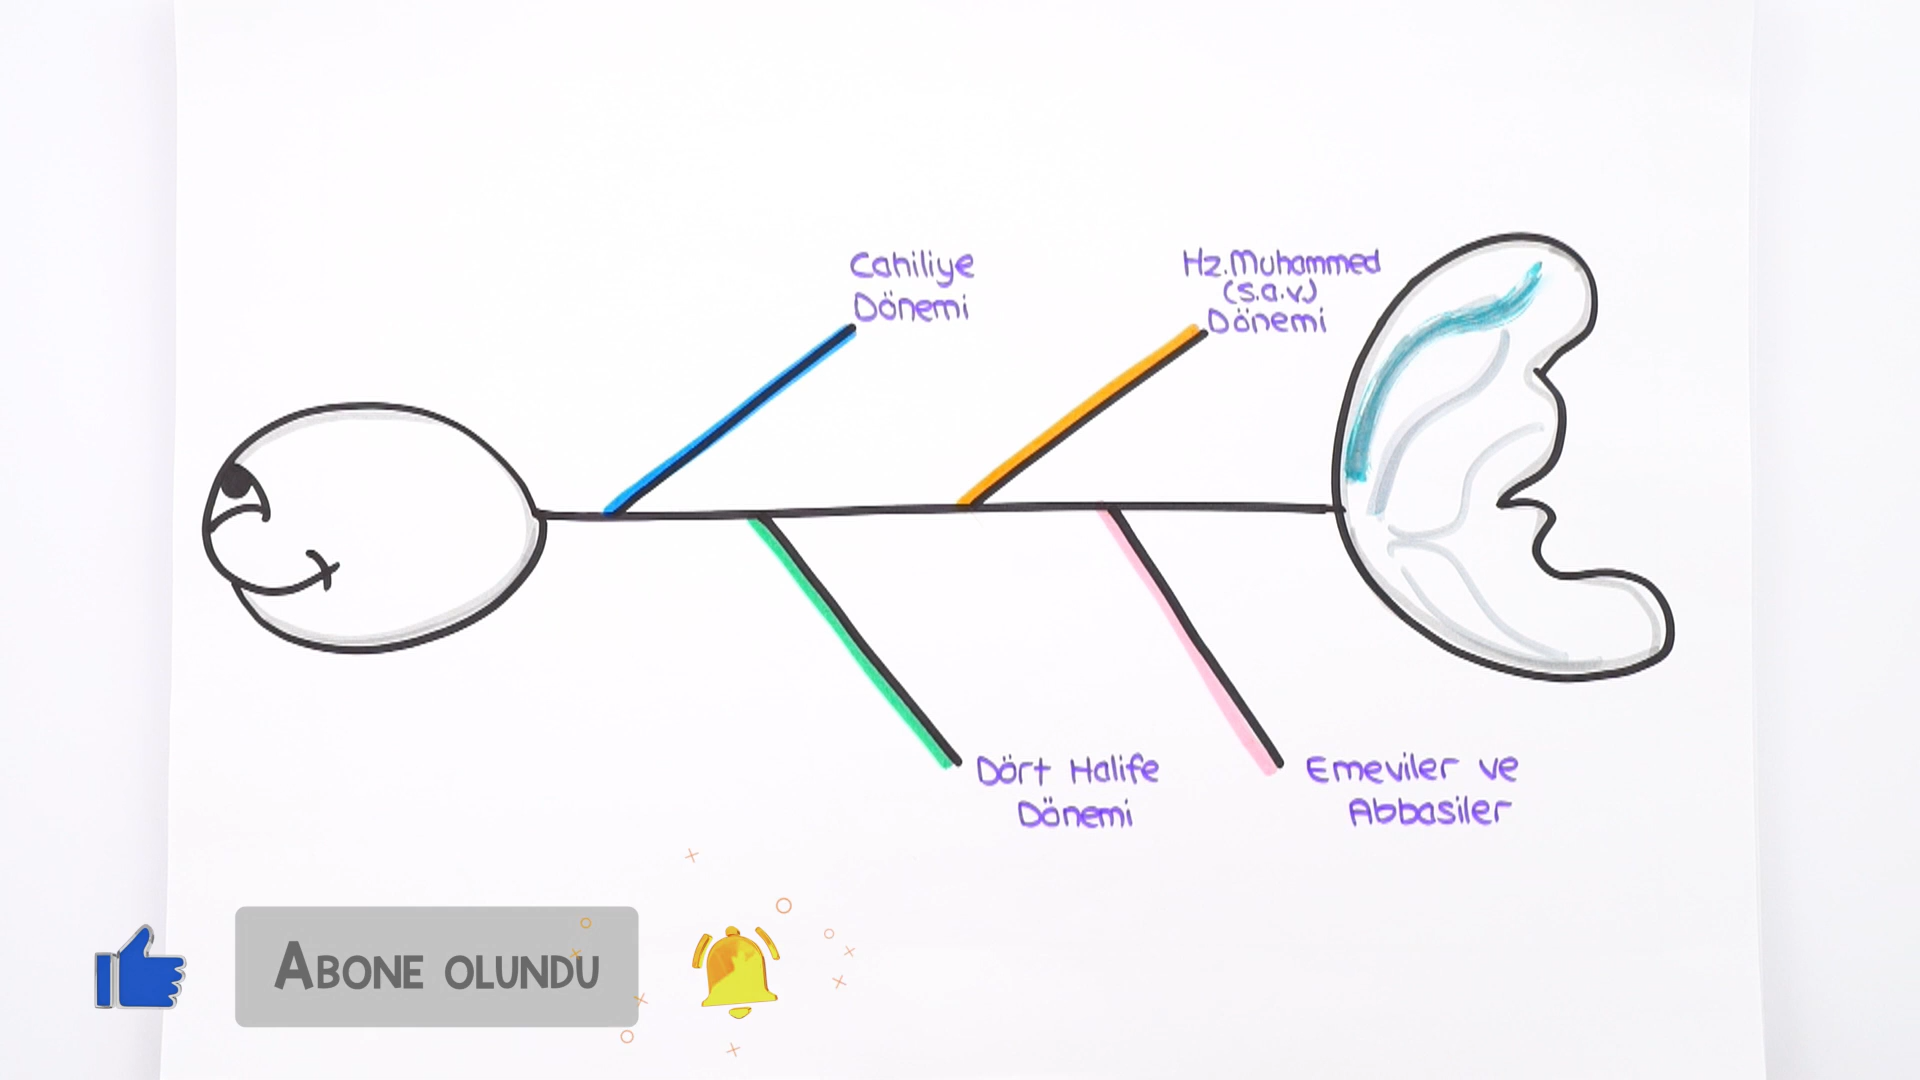 Cahiliye
Dönemi
Hz.Muhammed
(s.a.v)
Dönemi
Dört Halife
Dönemi
Emeviler ve
Abbasiler
ABONE OLUNDU